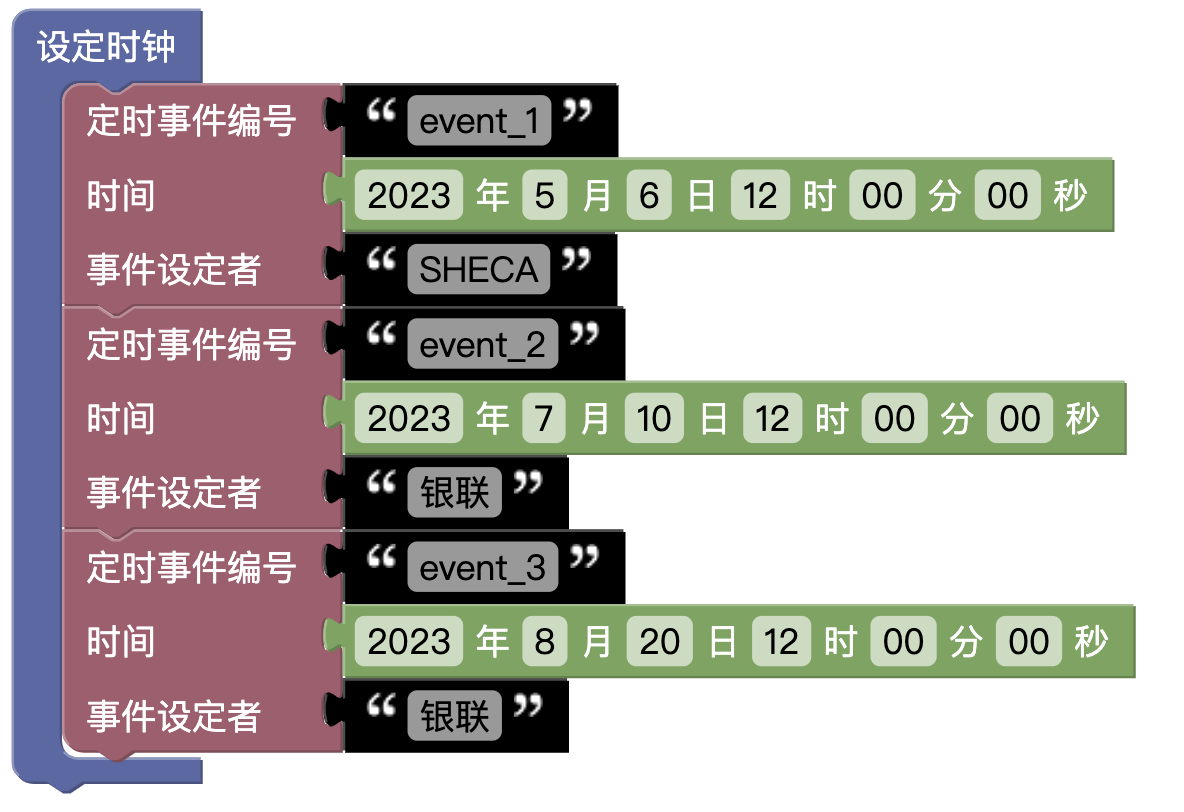 设定时钟
定时事件编号 “ event_1 ”
时间 2023 年 5 月 6 日 12 时 00 分 00 秒
事件设定者 “ SHECA ”
定时事件编号 “ event_2 ”
时间 2023 年 7 月 10 日 12 时 00 分 00 秒
事件设定者 “ 银联 ”
定时事件编号 “ event_3 ”
时间 2023 年 8 月 20 日 12 时 00 分 00 秒
事件设定者 “ 银联 ”